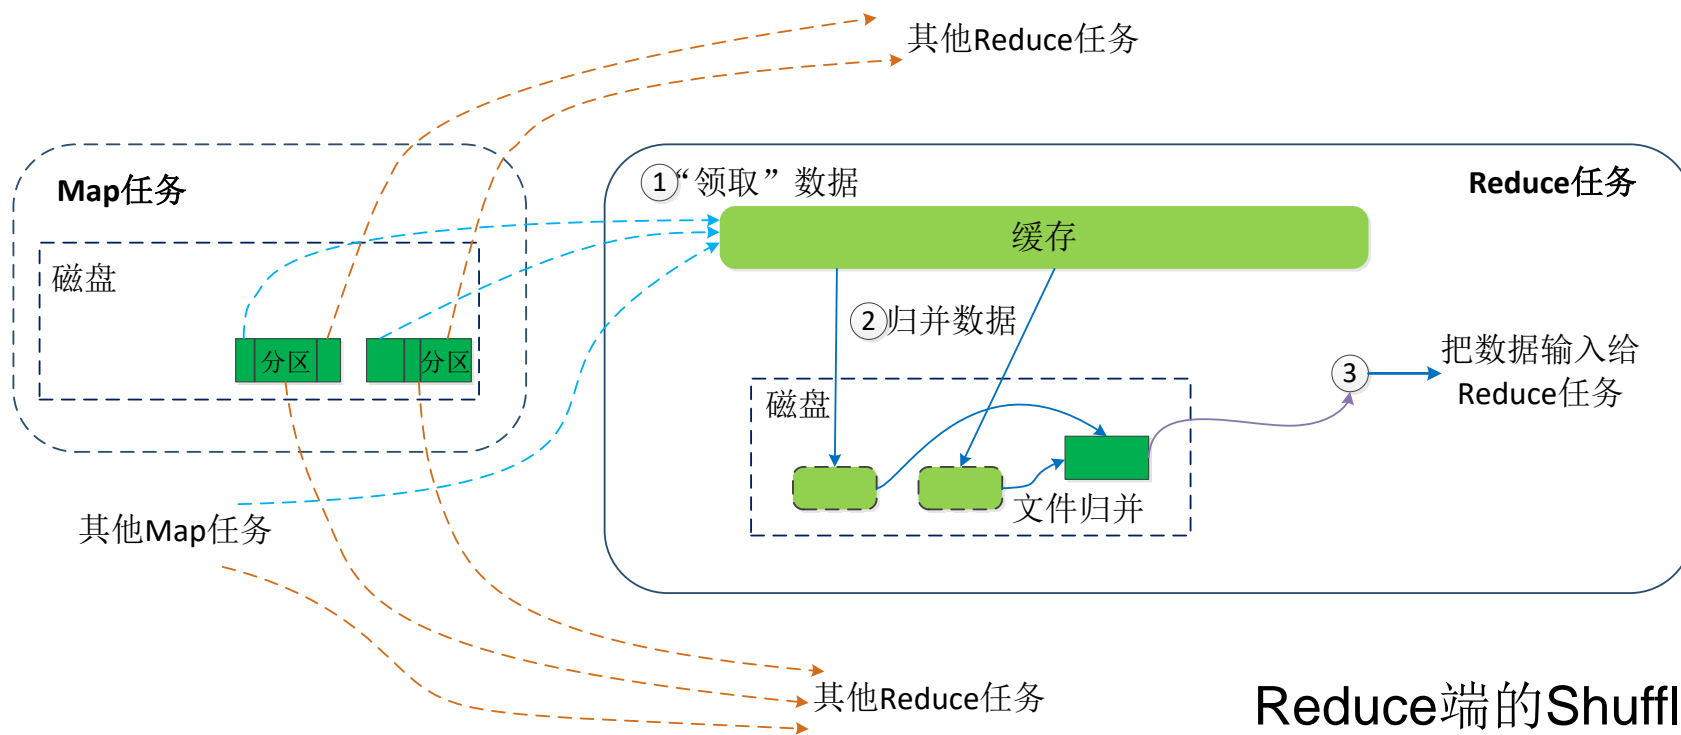 其他Reduce任务
Map任务
①“领取”数据
Reduce任务
缓存
磁盘
②归并数据
分区
分区
③
把数据输入给
Reduce任务
磁盘
文件归并
其他Map任务
其他Reduce任务
Reduce端的Shuffl